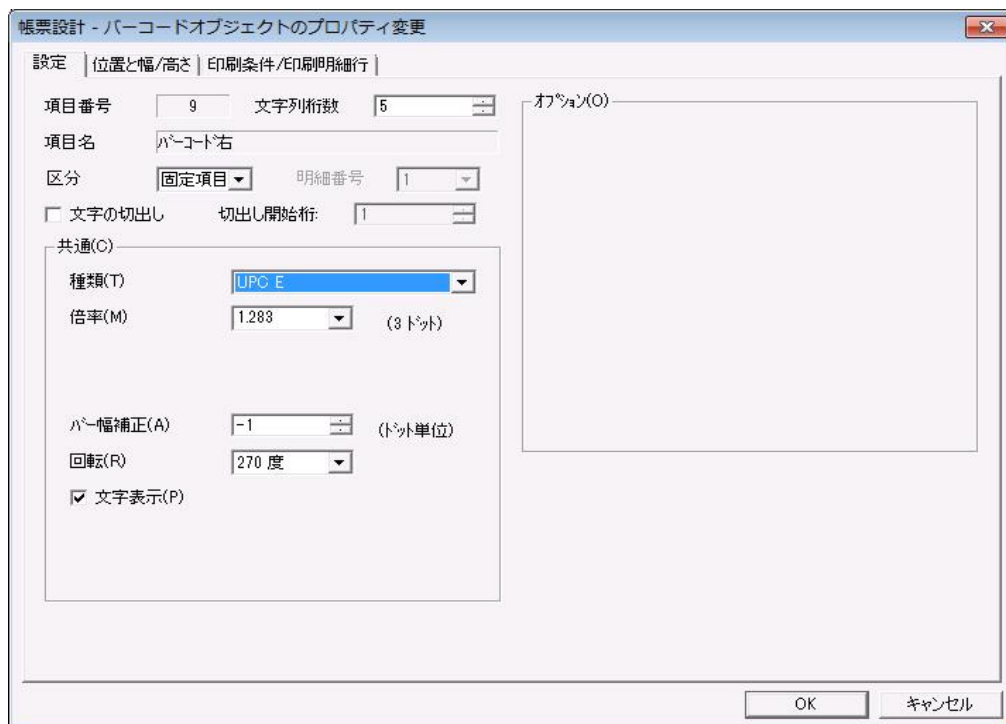 帳票設計 - バーコードオブジェクトのプロパティ変更
設定 位置と幅/高さ 印刷条件/印刷明細行
項目番号 9 文字列桁数 5
項目名 ﾊﾞｰｺｰﾄﾞ右
区分 固定項目 明細番号 1
文字の切出し 切出し開始桁: 1
共通(C)
種類(T) UPC E
倍率(M) 1.283 (3 ﾄﾞｯﾄ)
ﾊﾞｰ幅補正(A) -1 (ﾄﾞｯﾄ単位)
回転(R) 270 度
文字表示(P)
ｵﾌﾟｼｮﾝ(O)
OK キャンセル